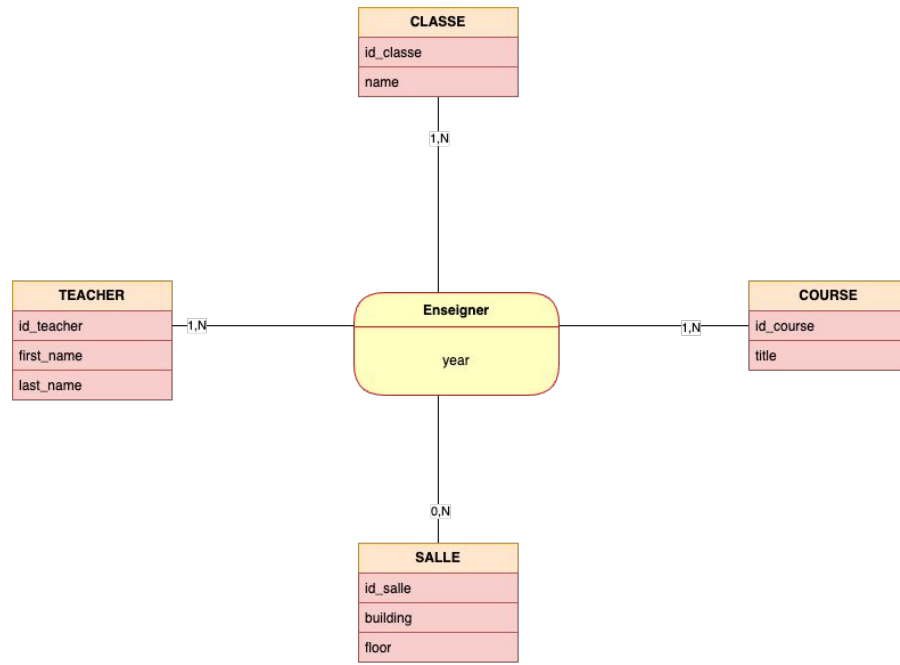 CLASSE
id_classe
name
1,N
TEACHER
id_teacher
first_name
last_name
1,N
Enseigner
year
1,N
COURSE
id_course
title
0,N
SALLE
id_salle
building
floor